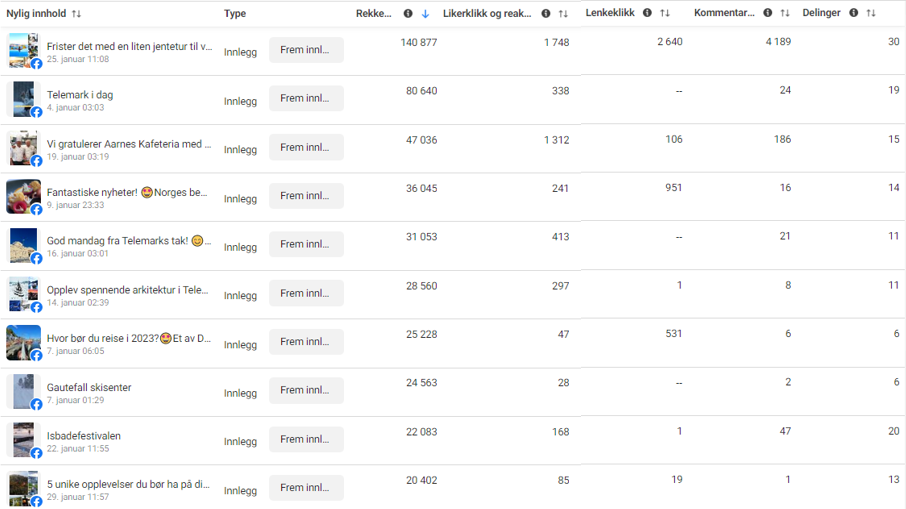 Nylig innhold Type Rekke... Likerklikk og reak... Lenkeklikk Kommentar... Delinger
Frister det med en liten jentetur til v... Innlegg Frem innl... 140 877 1 748 2 640 4 189 30
25. januar 11:08
Telemark i dag Innlegg Frem innl... 80 640 338 -- 24 19
4. januar 03:03
Vi gratulerer Aarnes Kafeteria med ... Innlegg Frem innl... 47 036 1 312 106 186 15
19. januar 03:19
Fantastiske nyheter! 🤩Norges be... Innlegg Frem innl... 36 045 241 951 16 14
9. januar 23:33
God mandag fra Telemarks tak! 😊... Innlegg Frem innl... 31 053 413 -- 21 11
16. januar 03:01
Opplev spennende arkitektur i Tele... Innlegg Frem innl... 28 560 297 1 8 11
14. januar 02:39
Hvor bør du reise i 2023?🤩Et av D... Innlegg Frem innl... 25 228 47 531 6 6
7. januar 06:05
Gautefall skisenter Innlegg Frem innl... 24 563 28 -- 2 6
7. januar 01:29
Isbadefestivalen Innlegg Frem innl... 22 083 168 1 47 20
22. januar 11:55
5 unike opplevelser du bør ha på di... Innlegg Frem innl... 20 402 85 19 1 13
29. januar 11:57